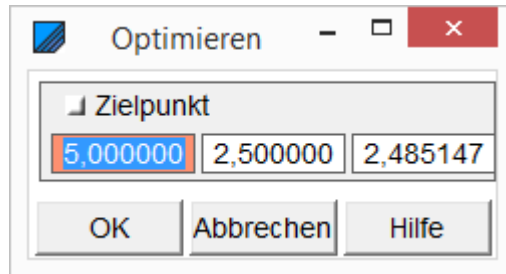 Optimieren
Zielpunkt
5,000000 2,500000 2,485147
OK Abbrechen Hilfe